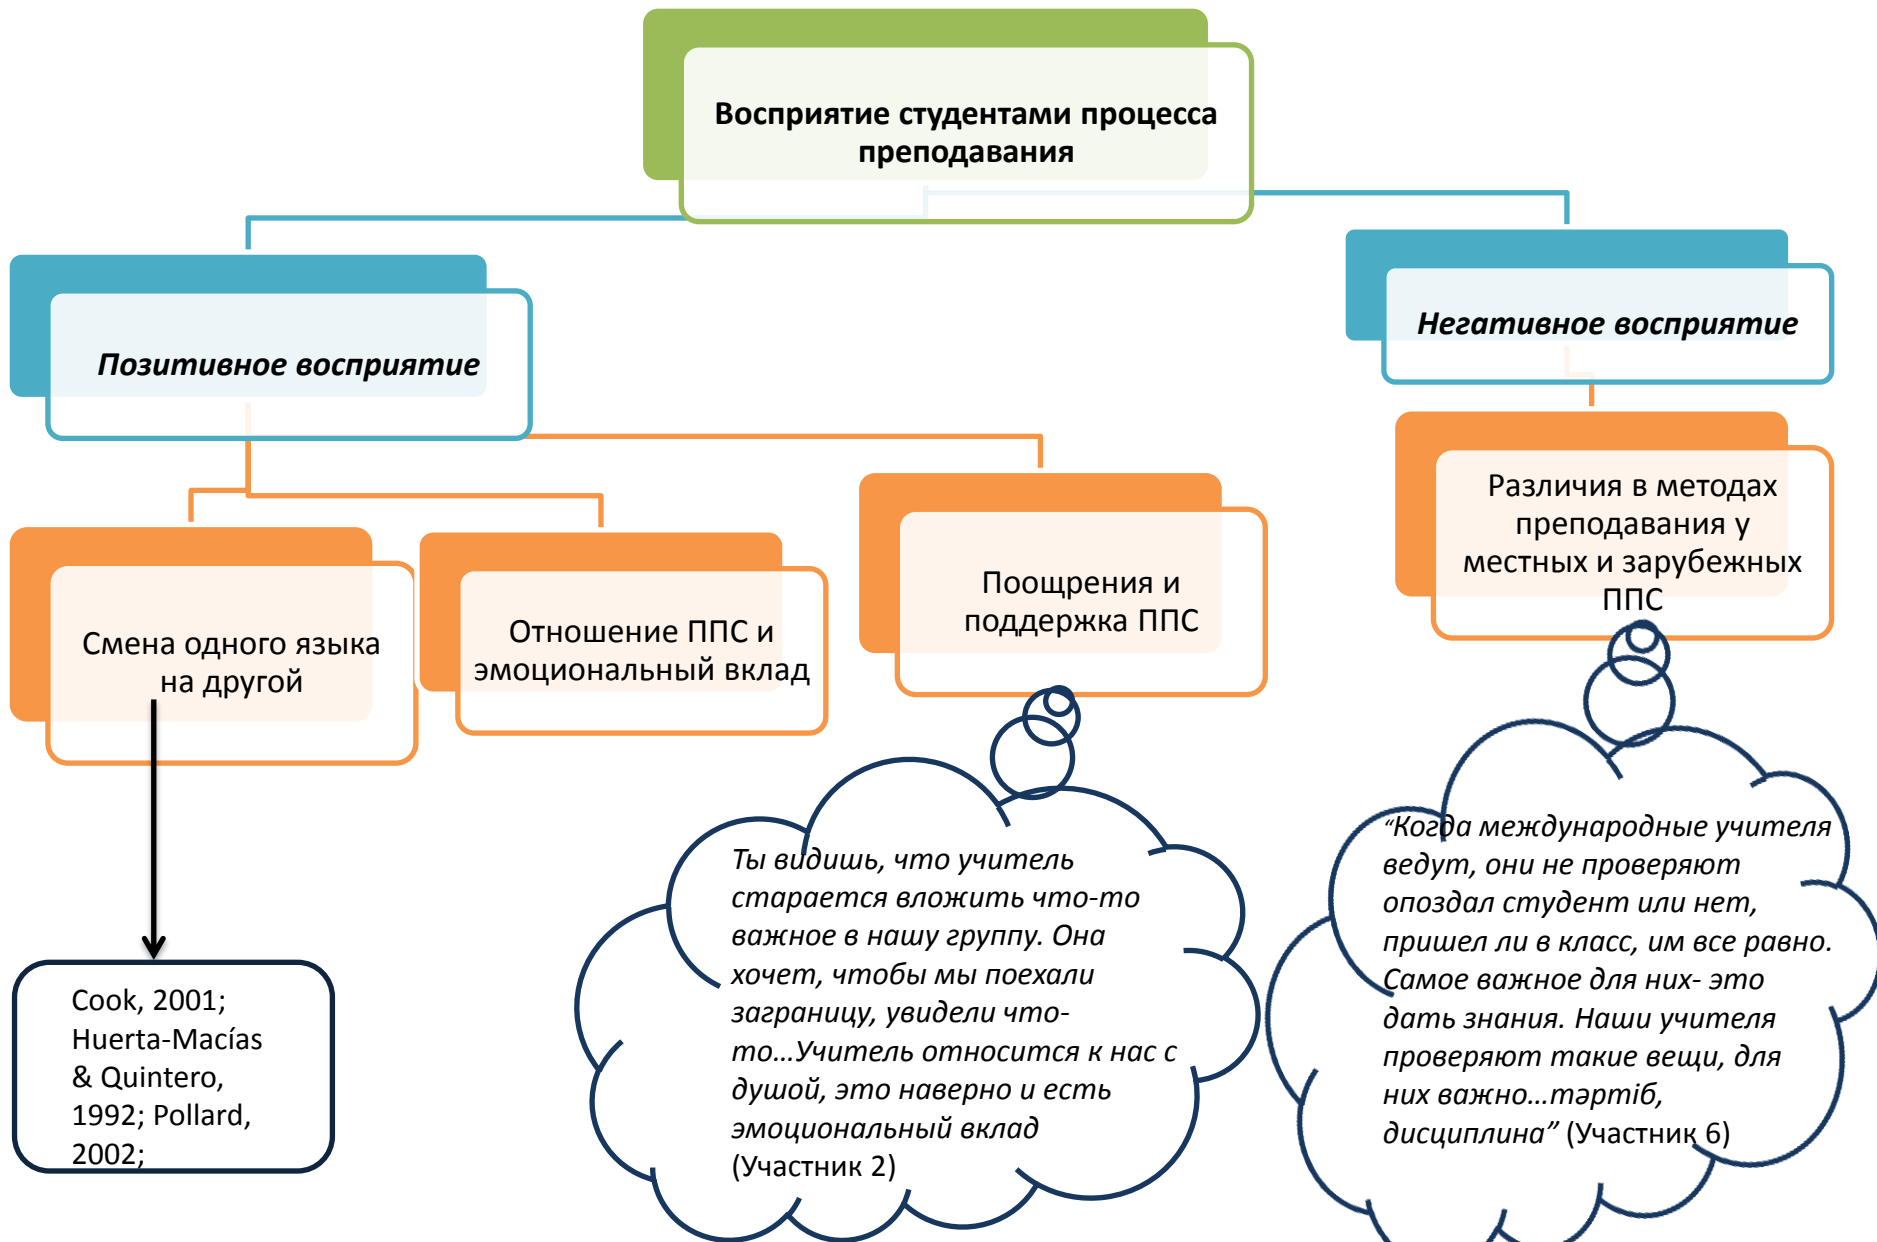 Восприятие студентами процесса
преподавания
Позитивное восприятие
Негативное восприятие
Смена одного языка
на другой
Отношение ППС и
эмоциональный вклад
Поощрения и
поддержка ППС
Различия в методах
преподавания у
местных и зарубежных
ППС
Cook, 2001;
Huerta-Macías
& Quintero,
1992; Pollard,
2002;
Ты видишь, что учитель
старается вложить что-то
важное в нашу группу. Она
хочет, чтобы мы поехали
заграницу, увидели что-
то...Учитель относится к нас с
душой, это наверно и есть
эмоциональный вклад
(Участник 2)
“Когда международные учителя
ведут, они не проверяют
опоздал студент или нет,
пришел ли в класс, им все равно.
Самое важное для них- это
дать знания. Наши учителя
проверяют такие вещи, для
них важно...тәртіб,
дисциплина” (Участник 6)